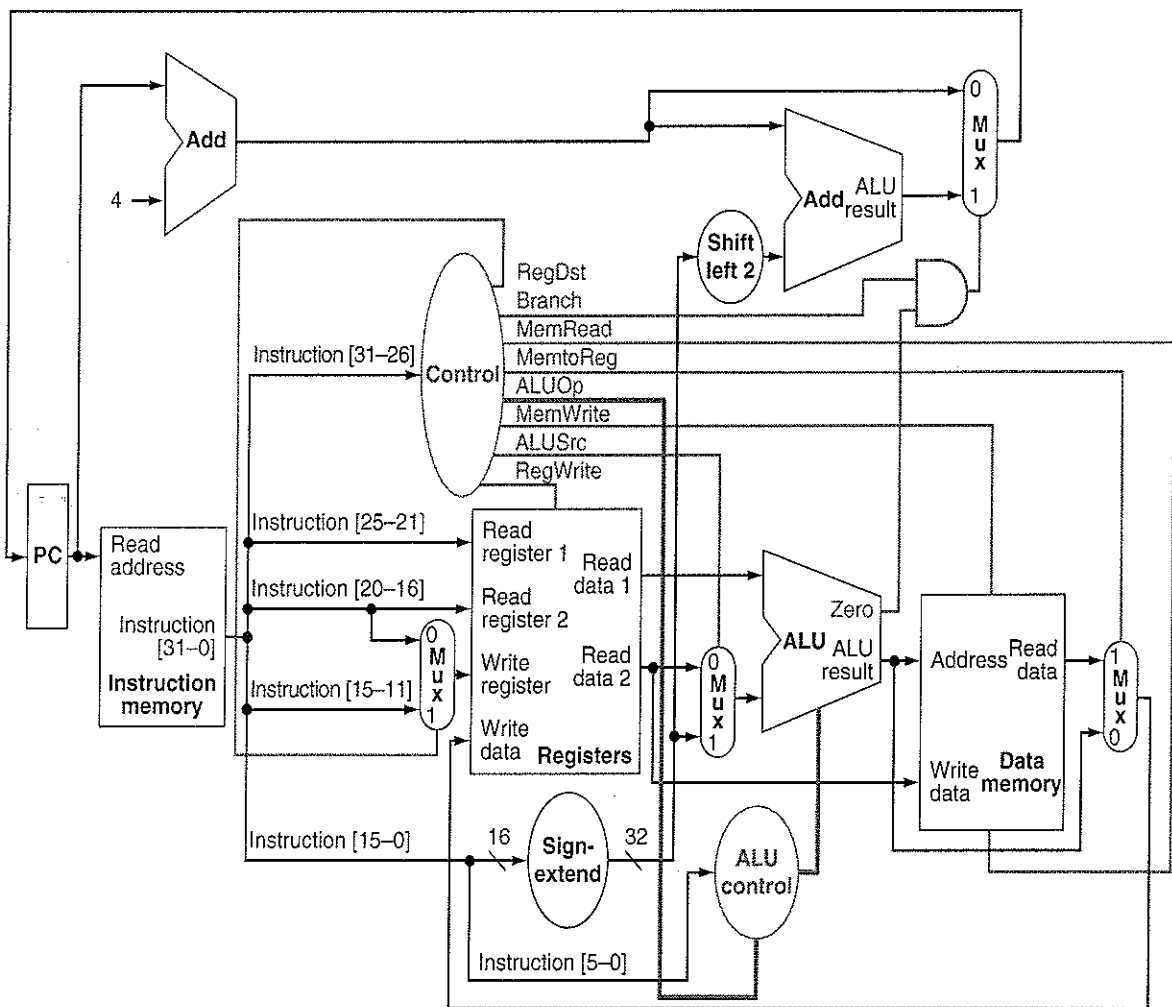 Add
4
0
Mux
1
Add
ALU
result
Shift
left 2
RegDst
Branch
MemRead
MemtoReg
ALUOp
MemWrite
ALUSrc
RegWrite
Control
Instruction [31–26]
PC
Read
address
Instruction
[31–0]
Instruction
memory
Instruction [25–21]
Instruction [20–16]
Instruction [15–11]
0
Mux
1
Read
register 1
Read
register 2
Write
register
Write
data
Read
data 1
Read
data 2
Registers
0
Mux
1
Zero
ALU
ALU
result
Address
Read
data
Write
data
Data
memory
1
Mux
0
Instruction [15–0]
16
Sign-
extend
32
ALU
control
Instruction [5–0]